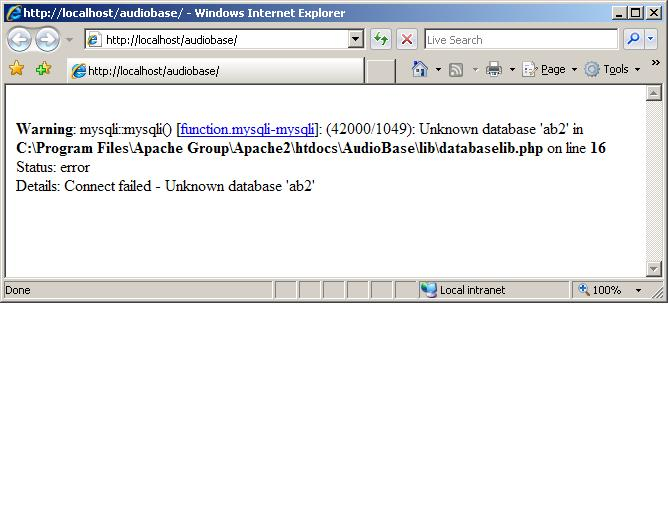 http://localhost/audiobase/ - Windows Internet Explorer
http://localhost/audiobase/
Live Search
http://localhost/audiobase/
Page
Tools
Warning: mysqli::mysqli() [function.mysqli-mysqli]: (42000/1049): Unknown database 'ab2' in
C:\Program Files\Apache Group\Apache2\htdocs\AudioBase\lib\databaselib.php on line 16
Status: error
Details: Connect failed - Unknown database 'ab2'
Done
Local intranet
100%